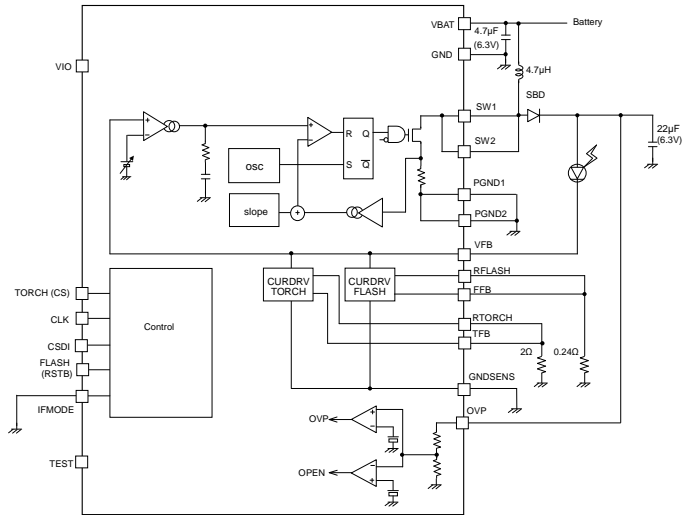 VBAT
Battery
4.7µF
(6.3V)
GND
4.7µH
VIO
SBD
SW1
+
−
+
−
R Q
S Q
osc
SW2
22µF
(6.3V)
slope
+
PGND1
PGND2
VFB
CURDRV
TORCH
CURDRV
FLASH
RFLASH
FFB
TORCH (CS)
CLK
Control
RTORCH
TFB
CSDI
2Ω
0.24Ω
FLASH
(RSTB)
GNDSENS
IFMODE
OVP
OVP
+
−
OPEN
−
+
TEST